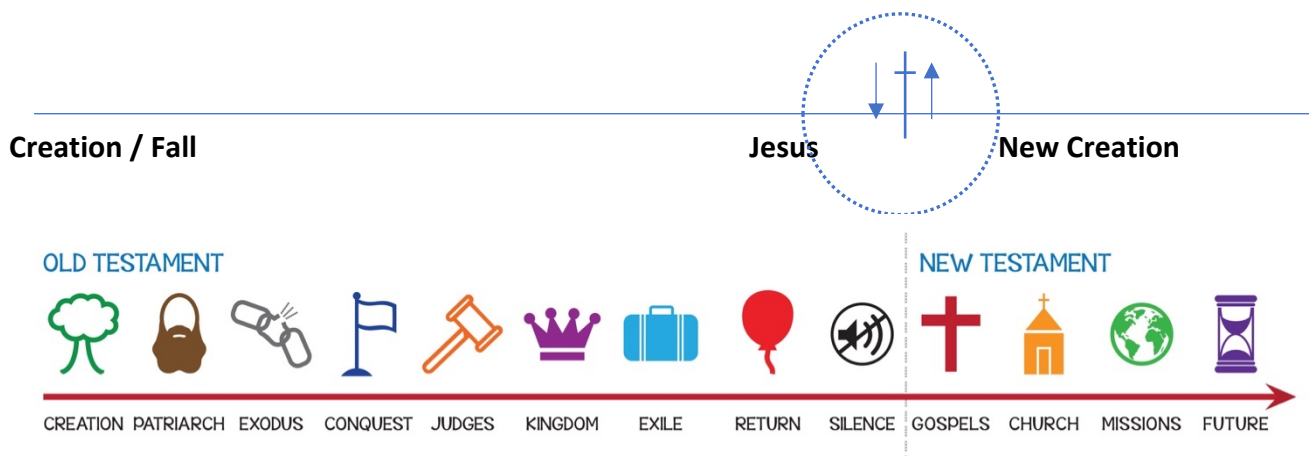 Creation / Fall Jesus New Creation
OLD TESTAMENT NEW TESTAMENT
CREATION PATRIARCH EXODUS CONQUEST JUDGES KINGDOM EXILE RETURN SILENCE GOSPELS CHURCH MISSIONS FUTURE